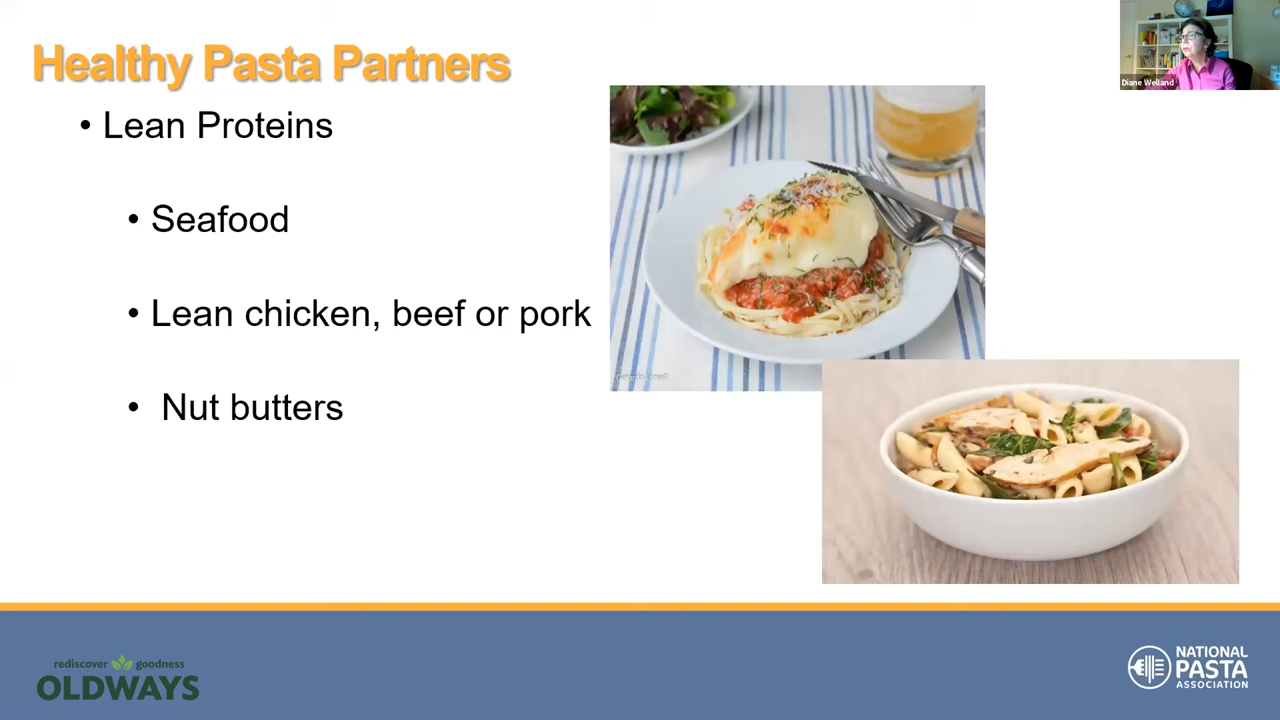 Healthy Pasta Partners
• Lean Proteins
• Seafood
• Lean chicken, beef or pork
• Nut butters
Diane Welland
rediscover goodness
OLDWAYS
NATIONAL
PASTA
ASSOCIATION